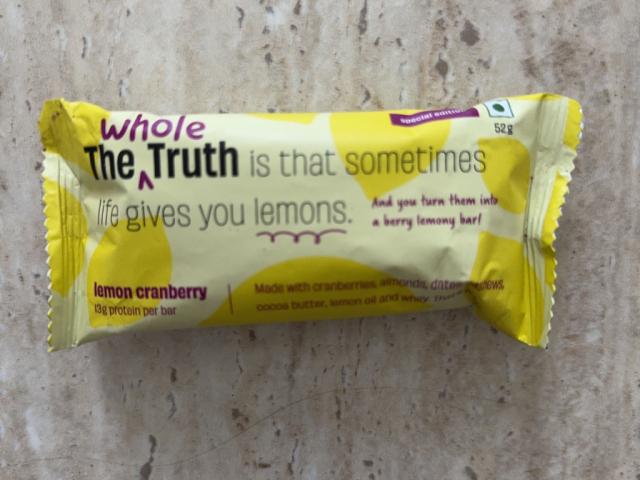 special edition
52g
The whole Truth is that sometimes
life gives you lemons.
And you turn them into
a berry lemony bar!
lemon cranberry
13g protein per bar
Made with cranberries, almonds, dates, cashews,
cocoa butter, lemon oil and whey.